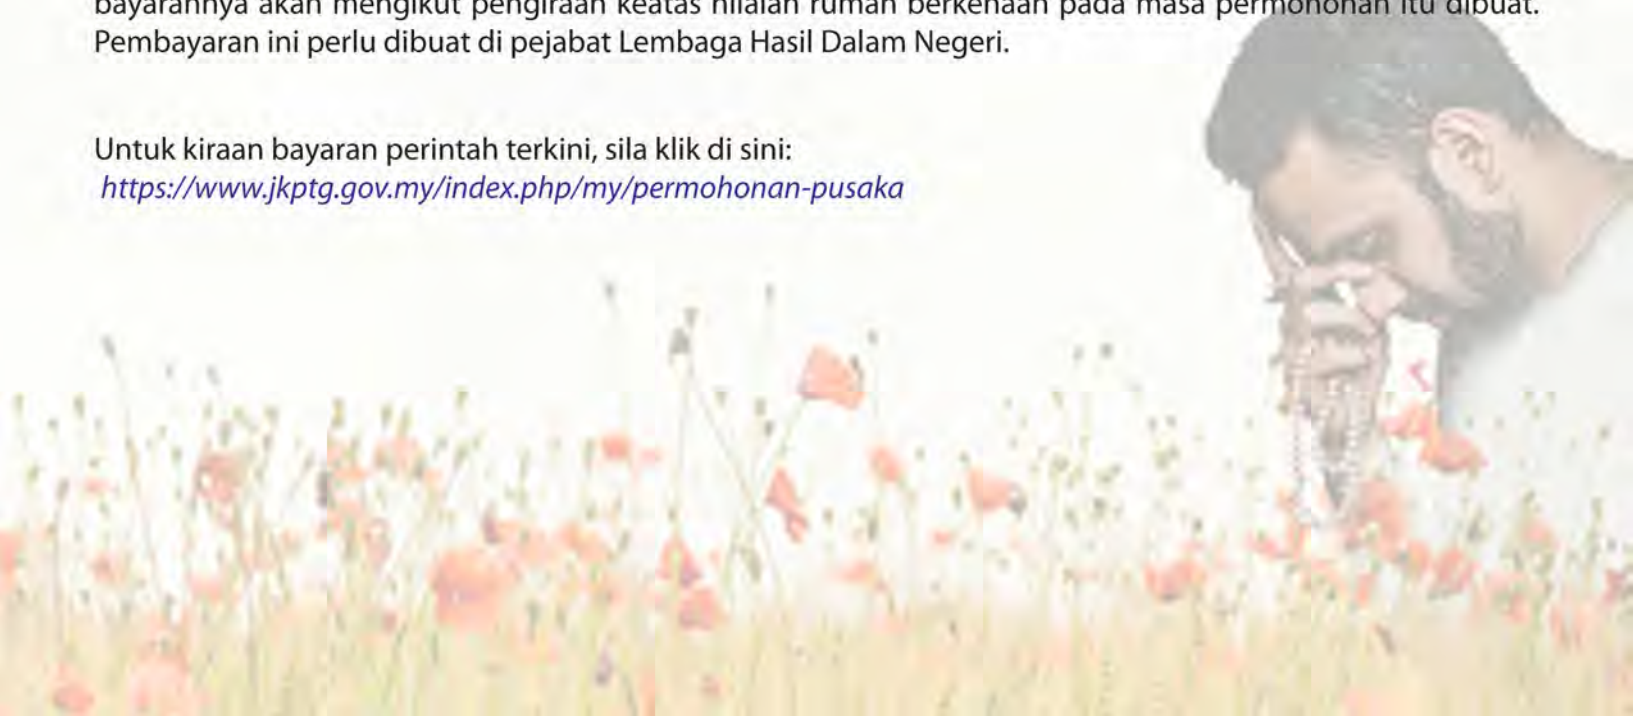 bayarannya akan mengikut pengiraan keatas nilaian rumah berkenaan pada masa permohonan itu dibuat.
Pembayaran ini perlu dibuat di pejabat Lembaga Hasil Dalam Negeri.
Untuk kiraan bayaran perintah terkini, sila klik di sini:
https://www.jkptg.gov.my/index.php/my/permohonan-pusaka